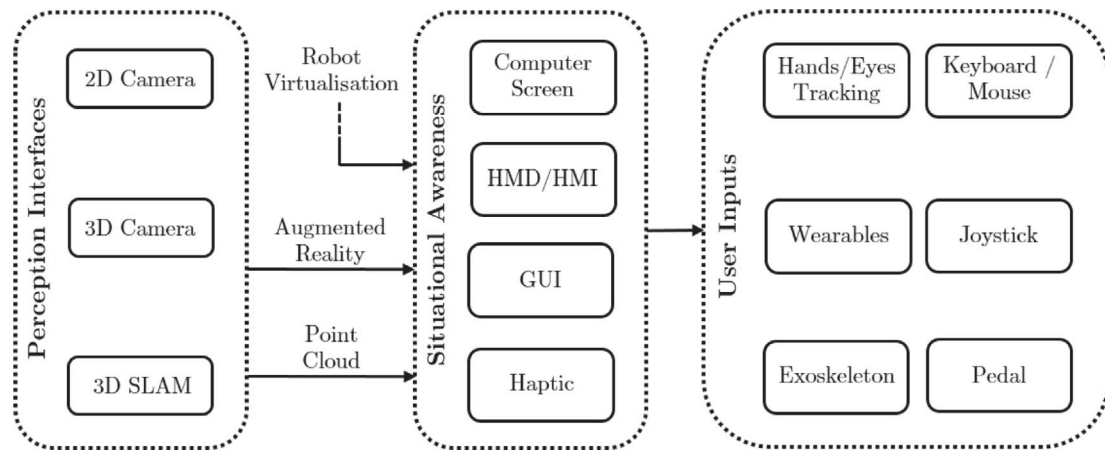 Perception Interfaces
2D Camera
3D Camera
3D SLAM
Robot
Virtualisation
Augmented
Reality
Point
Cloud
Situational Awareness
Computer
Screen
HMD/HMI
GUI
Haptic
User Inputs
Hands/Eyes
Tracking
Keyboard /
Mouse
Wearables
Joystick
Exoskeleton
Pedal